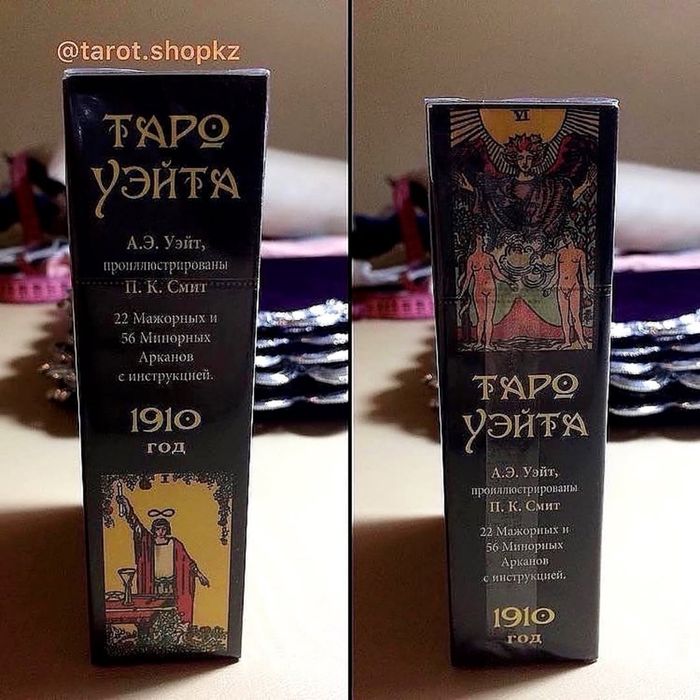 @tarot.shopkz
ТАРО
УЭЙТА
А.Э. Уэйт,
проиллюстрированы
П. К. Смит
22 Мажорных и
56 Минорных
Арканов
с инструкцией.
1910
год
I
VI
ТАРО
УЭЙТА
А.Э. Уэйт,
проиллюстрированы
П. К. Смит
22 Мажорных и
56 Минорных
Арканов
с инструкцией.
1910
год